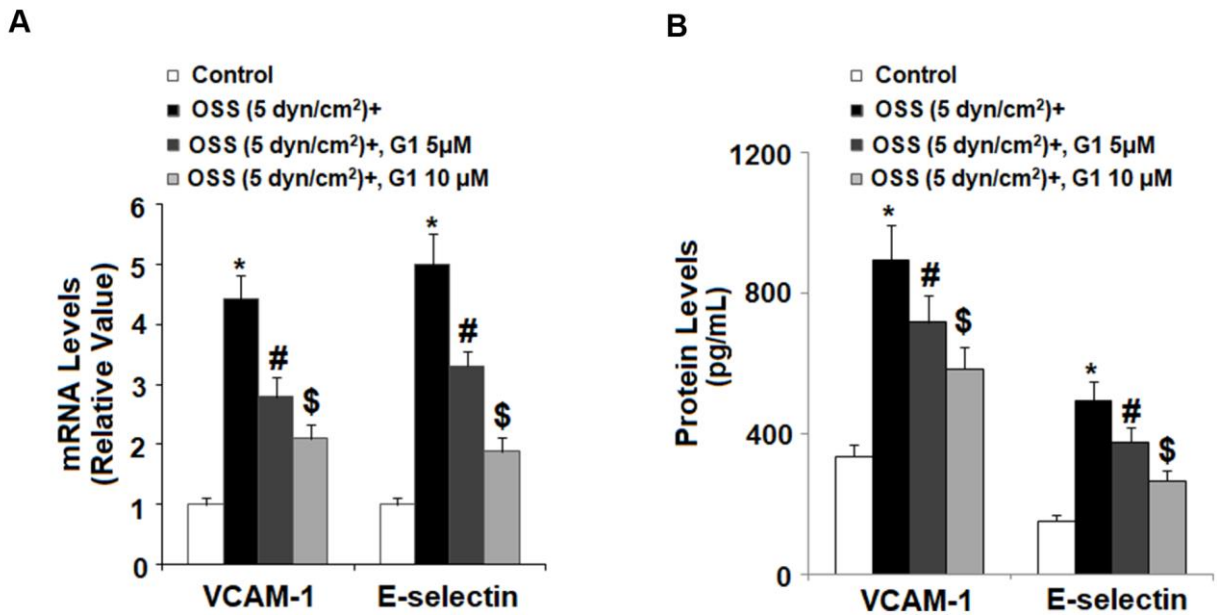 A
Control
OSS (5 dyn/cm²)+
OSS (5 dyn/cm²)+, G1 5µM
OSS (5 dyn/cm²)+, G1 10 µM
mRNA Levels
(Relative Value)
6
5
4
3
2
1
0
*
#
$
*
#
$
VCAM-1
E-selectin
B
Control
OSS (5 dyn/cm²)+
OSS (5 dyn/cm²)+, G1 5µM
OSS (5 dyn/cm²)+, G1 10 µM
Protein Levels
(pg/mL)
1200
800
400
0
*
#
$
*
#
$
VCAM-1
E-selectin